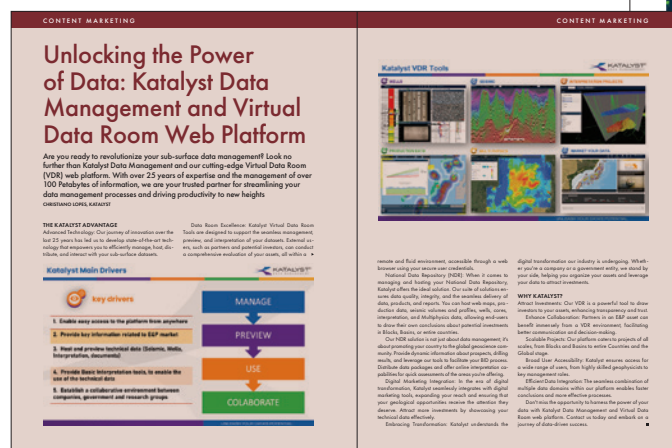 CONTENT MARKETING
Unlocking the Power
of Data: Katalyst Data
Management and Virtual
Data Room Web Platform
Are you ready to revolutionize your sub-surface data management? Look no
further than Katalyst Data Management and our cutting-edge Virtual Data Room
(VDR) web platform. With over 25 years of expertise and the management of over
100 Petabytes of information, we are your trusted partner for streamlining your
data management processes and driving productivity to new heights
CHRISTIANO LOPES, KATALYST
THE KATALYST ADVANTAGE
Advanced Technology: Our journey of innovation over the
last 25 years has led us to develop state-of-the-art tech-
nology that empowers you to efficiently manage, host, dis-
tribute, and interact with your sub-surface datasets.
Data Room Excellence: Katalyst Virtual Data Room
Tools are designed to support the seamless management,
preview, and interpretation of your datasets. External us-
ers, such as partners and potential investors, can conduct
a comprehensive evaluation of your assets, all within a
Katalyst Main Drivers
KATALYST
key drivers
1. Enable easy access to the platform from anywhere
2. Provide key information related to E&P market
3. Host and preview technical data (Seismic, Wells,
Interpretation, documents)
4. Provide Basic Interpretation tools, to enable the
use of the technical data
5. Establish a collaborative environment between
companies, government and research groups
MANAGE
PREVIEW
USE
COLABORATE
CONTENT MARKETING
Katalyst VDR Tools
KATALYST
WELLS
INTERPRETATION PROJECTS
MARKET YOUR DATA
remote and fluid environment, accessible through a web
browser using your secure user credentials.
National Data Repository (NDR): When it comes to
managing and hosting your National Data Repository,
Katalyst offers the ideal solution. Our suite of solutions en-
sures data quality, integrity, and the seamless delivery of
data, products, and reports. You can host web maps, pro-
duction data, seismic volumes and profiles, wells, cores,
interpretation, and Multiphysics data, allowing end-users
to draw their own conclusions about potential investments
in Blocks, Basins, or entire countries.
Our NDR solution is not just about data management; it's
about promoting your country to the global geoscience com-
munity. Provide dynamic information about prospects, drilling
results, and leverage our tools to facilitate your BID process.
Distribute data packages and offer online interpretation ca-
pabilities for quick assessments of the areas you're offering.
Digital Marketing Integration: In the era of digital
transformation, Katalyst seamlessly integrates with digital
marketing tools, expanding your reach and ensuring that
your geological opportunities receive the attention they
deserve. Attract more investments by showcasing your
technical data effectively.
Embracing Transformation: Katalyst understands the
digital transformation our industry is undergoing. Wheth-
er you're a company or a government entity, we stand by
your side, helping you organize your assets and leverage
your data to attract investments.
WHY KATALYST?
Attract Investments: Our VDR is a powerful tool to draw
investors to your assets, enhancing transparency and trust.
Enhance Collaboration: Partners in an E&P asset can
benefit immensely from a VDR environment, facilitating
better communication and decision-making.
Scalable Projects: Our platform caters to projects of all
scales, from Blocks and Basins to entire Countries and the
Global stage.
Broad User Accessibility: Katalyst ensures access for
a wide range of users, from highly skilled geophysicists to
key management roles.
Efficient Data Integration: The seamless combination of
multiple data domains within our platform enables faster
conclusions and more effective processes.
Don't miss the opportunity to harness the power of your
data with Katalyst Data Management and Virtual Data
Room web platform. Contact us today and embark on a
journey of data-driven success.